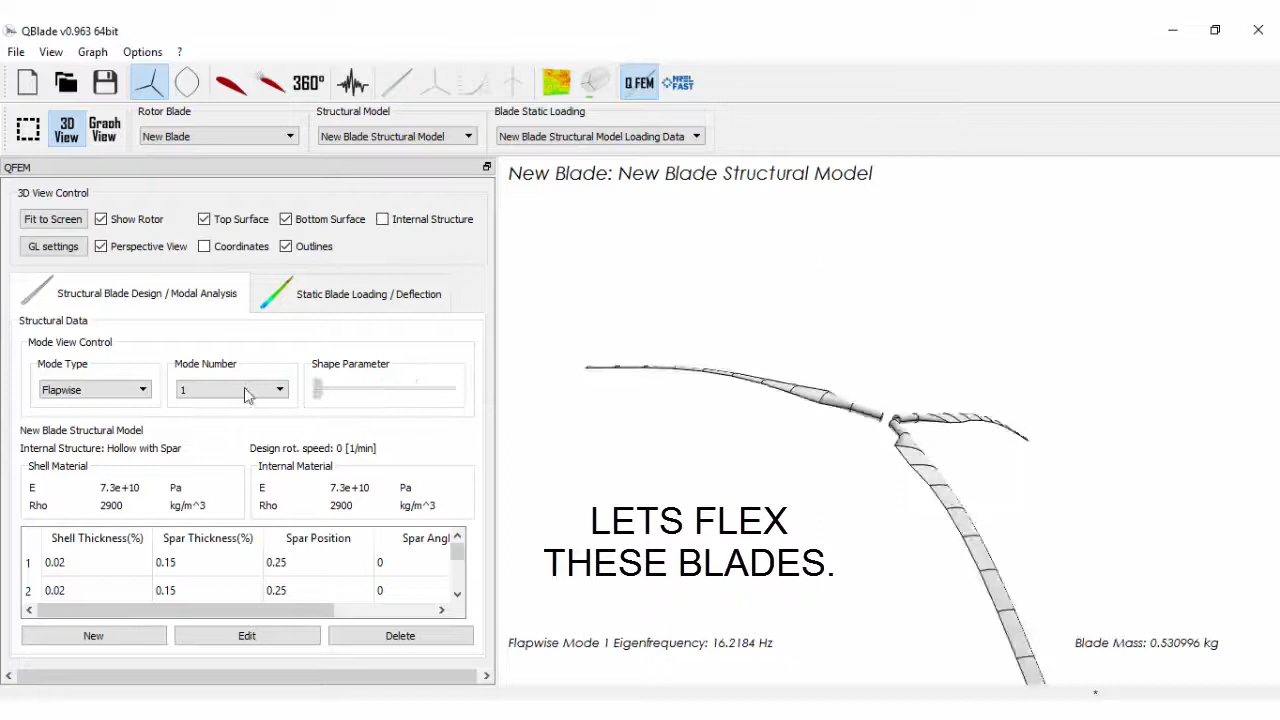 QBlade v0.963 64bit
File View Graph Options ?
360° Q FEM NREL FAST
Rotor Blade Structural Model Blade Static Loading
3D View Graph View New Blade New Blade Structural Model New Blade Structural Model Loading Data
QFEM
New Blade: New Blade Structural Model
3D View Control
Fit to Screen Show Rotor Top Surface Bottom Surface Internal Structure
GL settings Perspective View Coordinates Outlines
Structural Blade Design / Modal Analysis Static Blade Loading / Deflection
Structural Data
Mode View Control
Mode Type Mode Number Shape Parameter
Flapwise 1
New Blade Structural Model
Internal Structure: Hollow with Spar Design rot. speed: 0 [1/min]
Shell Material Internal Material
E 7.3e+10 Pa E 7.3e+10 Pa
Rho 2900 kg/m^3 Rho 2900 kg/m^3
Shell Thickness(%) Spar Thickness(%) Spar Position Spar Angl
1 0.02 0.15 0.25 0
2 0.02 0.15 0.25 0
New Edit Delete
LETS FLEX
THESE BLADES.
Flapwise Mode 1 Eigenfrequency: 16.2184 Hz Blade Mass: 0.530996 kg
*